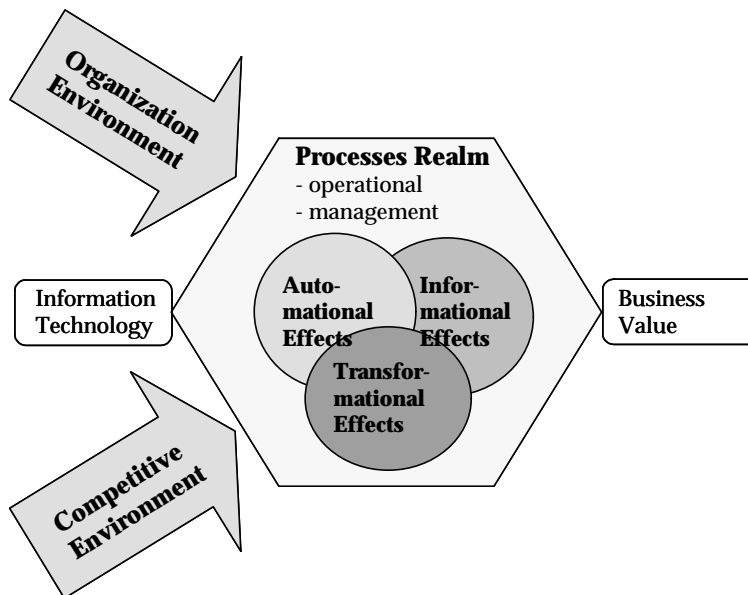 Organization
Environment
Processes Realm
- operational
- management
Information
Technology
Auto-
mational
Effects
Infor-
mational
Effects
Transfor-
mational
Effects
Business
Value
Competitive
Environment